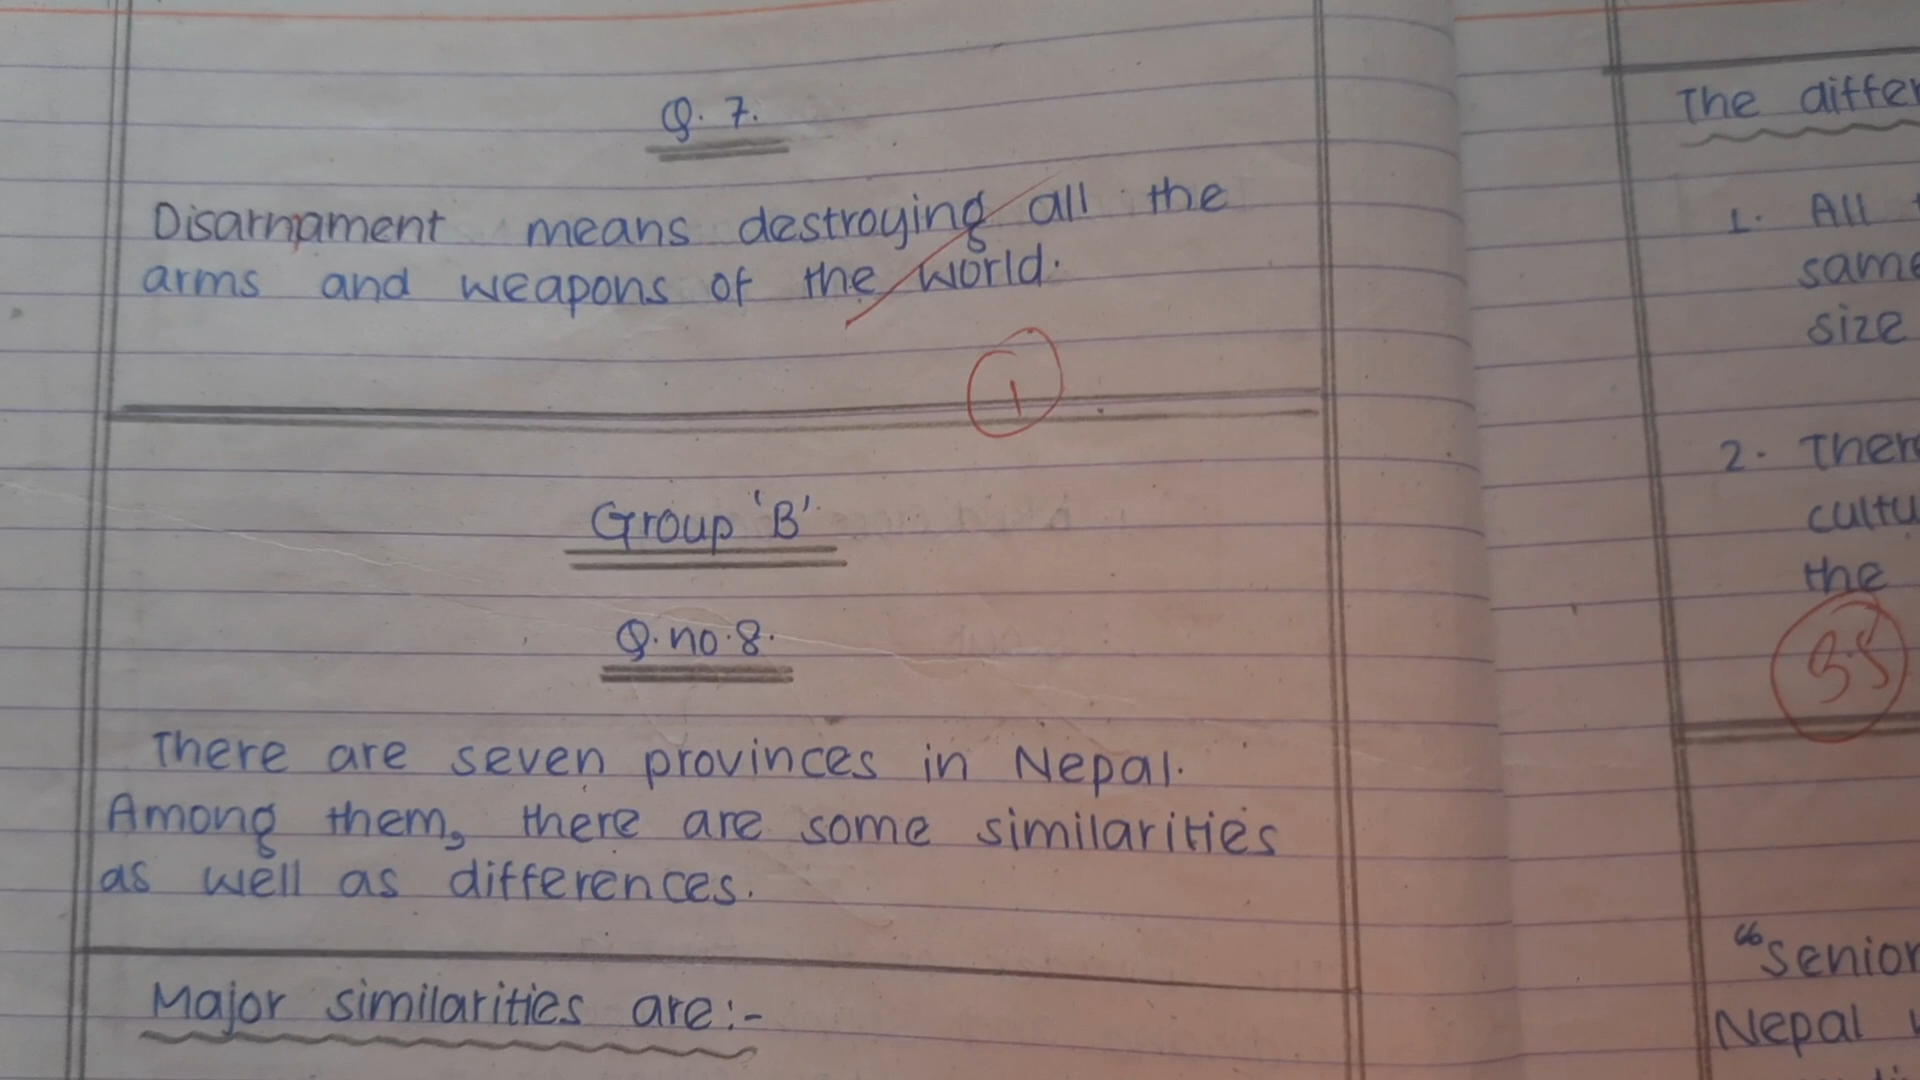 Q. 7.
Disarmament means destroying all the
arms and weapons of the world.
1
Group 'B'
Q.no.8.
There are seven provinces in Nepal.
Among them, there are some similarities
as well as differences.
Major similarities are:-
The differ
1. All
same
size
2. Ther
cultu
the
3.5
"Senior
Nepal